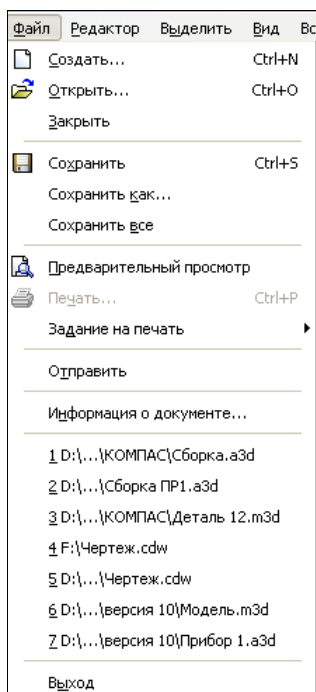 Файл Редактор Выделить Вид Вс
Создать... Ctrl+N
Открыть... Ctrl+O
Закрыть
Сохранить Ctrl+S
Сохранить как...
Сохранить все
Предварительный просмотр
Печать... Ctrl+P
Задание на печать
Отправить
Информация о документе...
1 D:\...\КОМПАС\Сборка.a3d
2 D:\...\Сборка ПР1.a3d
3 D:\...\КОМПАС\Деталь 12.m3d
4 F:\Чертеж.cdw
5 D:\...\Чертеж.cdw
6 D:\...\версия 10\Модель.m3d
7 D:\...\версия 10\Прибор 1.a3d
Выход